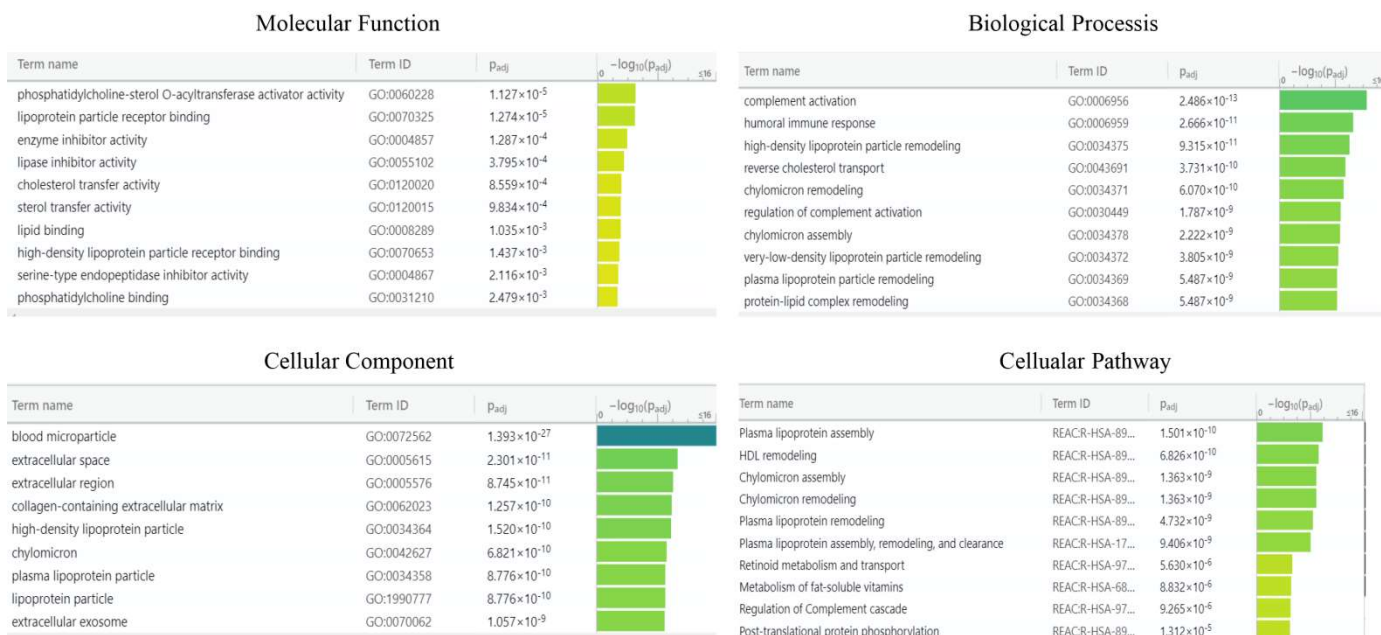 Molecular Function
Term name Term ID Padj −log10(Padj)
0 ≤16
phosphatidylcholine-sterol O-acyltransferase activator activity GO:0060228 1.127×10-5
lipoprotein particle receptor binding GO:0070325 1.274×10-5
enzyme inhibitor activity GO:0004857 1.287×10-4
lipase inhibitor activity GO:0055102 3.795×10-4
cholesterol transfer activity GO:0120020 8.559×10-4
sterol transfer activity GO:0120015 9.834×10-4
lipid binding GO:0008289 1.035×10-3
high-density lipoprotein particle receptor binding GO:0070653 1.437×10-3
serine-type endopeptidase inhibitor activity GO:0004867 2.116×10-3
phosphatidylcholine binding GO:0031210 2.479×10-3
Biological Processis
Term name Term ID Padj −log10(Padj)
0
complement activation GO:0006956 2.486×10-13
humoral immune response GO:0006959 2.666×10-11
high-density lipoprotein particle remodeling GO:0034375 9.315×10-11
reverse cholesterol transport GO:0043691 3.731×10-10
chylomicron remodeling GO:0034371 6.070×10-10
regulation of complement activation GO:0030449 1.787×10-9
chylomicron assembly GO:0034378 2.222×10-9
very-low-density lipoprotein particle remodeling GO:0034372 3.805×10-9
plasma lipoprotein particle remodeling GO:0034369 5.487×10-9
protein-lipid complex remodeling GO:0034368 5.487×10-9
Cellular Component
Term name Term ID Padj −log10(Padj)
0 ≤16
blood microparticle GO:0072562 1.393×10-27
extracellular space GO:0005615 2.301×10-11
extracellular region GO:0005576 8.745×10-11
collagen-containing extracellular matrix GO:0062023 1.257×10-10
high-density lipoprotein particle GO:0034364 1.520×10-10
chylomicron GO:0042627 6.821×10-10
plasma lipoprotein particle GO:0034358 8.776×10-10
lipoprotein particle GO:1990777 8.776×10-10
extracellular exosome GO:0070062 1.057×10-9
Cellualar Pathway
Term name Term ID Padj −log10(Padj)
0 ≤16
Plasma lipoprotein assembly REAC:R-HSA-89... 1.501×10-10
HDL remodeling REAC:R-HSA-89... 6.826×10-10
Chylomicron assembly REAC:R-HSA-89... 1.363×10-9
Chylomicron remodeling REAC:R-HSA-89... 1.363×10-9
Plasma lipoprotein remodeling REAC:R-HSA-89... 4.732×10-9
Plasma lipoprotein assembly, remodeling, and clearance REAC:R-HSA-17... 9.406×10-9
Retinoid metabolism and transport REAC:R-HSA-97... 5.630×10-6
Metabolism of fat-soluble vitamins REAC:R-HSA-68... 8.832×10-6
Regulation of Complement cascade REAC:R-HSA-97... 9.265×10-6
Post-translational protein phosphorylation REAC:R-HSA-89... 1.312×10-5